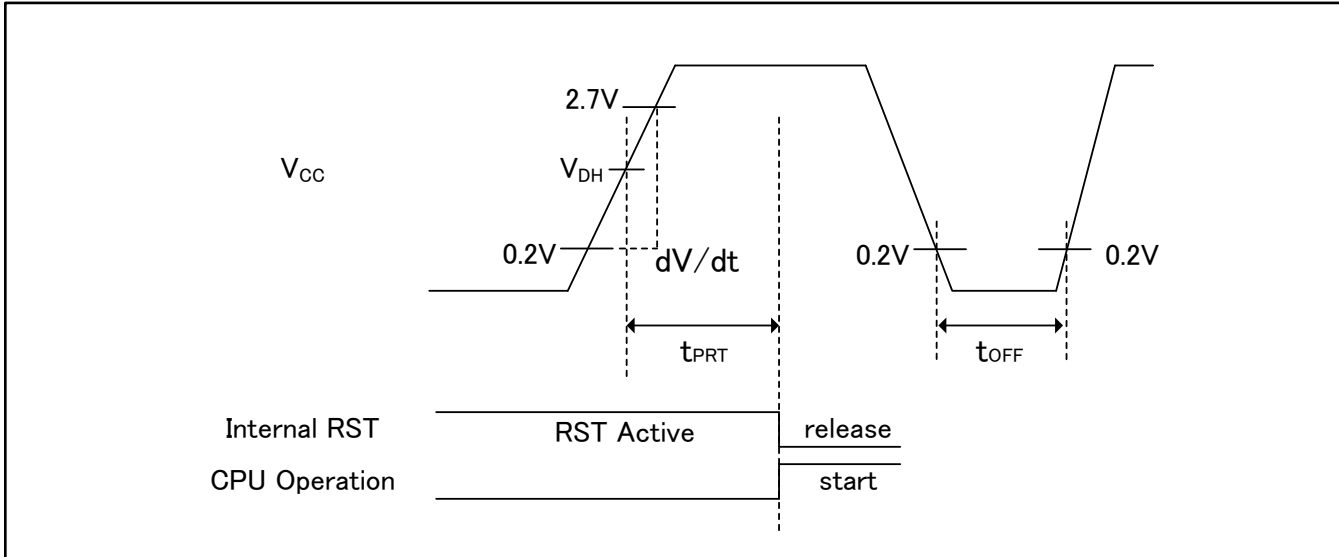 2.7V
VCC
VDH
0.2V
dV/dt
0.2V
0.2V
tPRT
tOFF
Internal RST
RST Active
release
CPU Operation
start